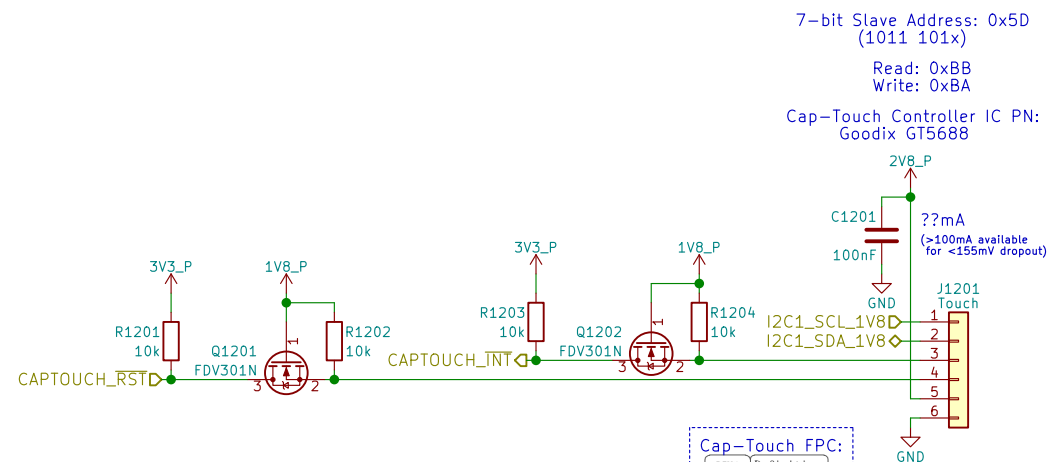 7-bit Slave Address: 0x5D
(1011 101x)
Read: 0xBB
Write: 0xBA
Cap-Touch Controller IC PN:
Goodix GT5688
2V8_P
C1201
100nF
??mA
(>100mA available
for <155mV dropout)
GND
3V3_P
1V8_P
3V3_P
1V8_P
J1201
Touch
R1201
10k
R1202
10k
R1203
10k
R1204
10k
Q1201
FDV301N
1
3
2
Q1202
FDV301N
1
3
2
I2C1_SCL_1V8
I2C1_SDA_1V8
CAPTOUCH_INT
CAPTOUCH_RST
1
2
3
4
5
6
GND
Cap-Touch FPC: